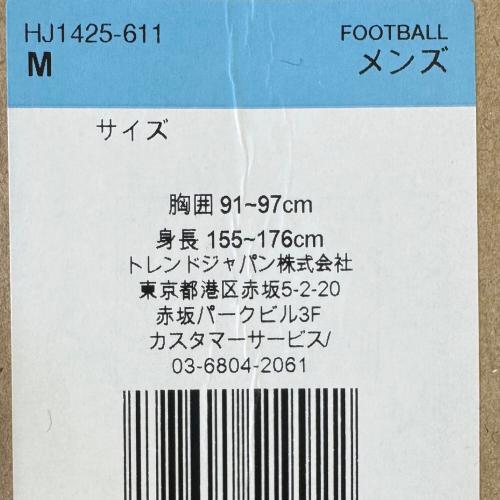 HJ1425-611 FOOTBALL
M メンズ
サイズ
胸囲 91~97cm
身長 155~176cm
トレンドジャパン株式会社
東京都港区赤坂5-2-20
赤坂パークビル3F
カスタマーサービス/
03-6804-2061